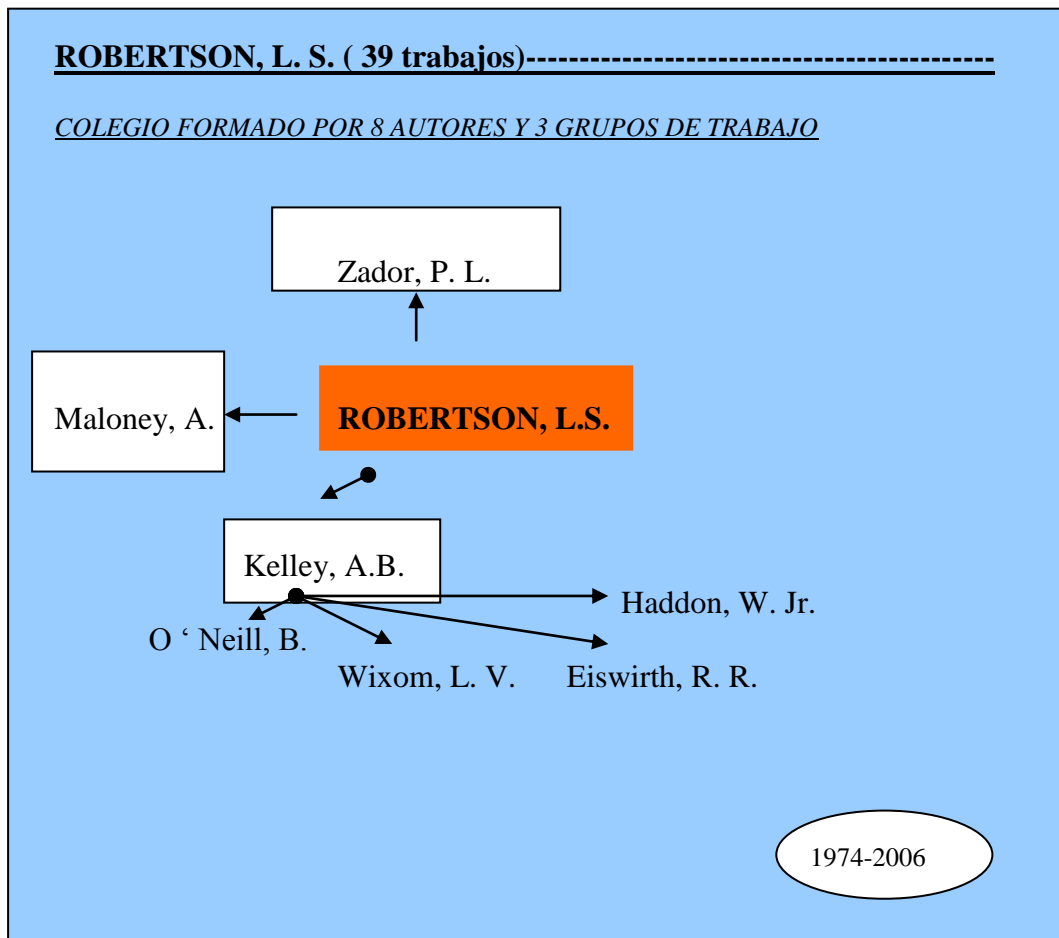 ROBERTSON, L. S. ( 39 trabajos)--------------------------------------------
COLEGIO FORMADO POR 8 AUTORES Y 3 GRUPOS DE TRABAJO
Zador, P. L.
Maloney, A.
ROBERTSON, L.S.
Kelley, A.B.
Haddon, W. Jr.
O ‘ Neill, B.
Wixom, L. V.
Eiswirth, R. R.
1974-2006